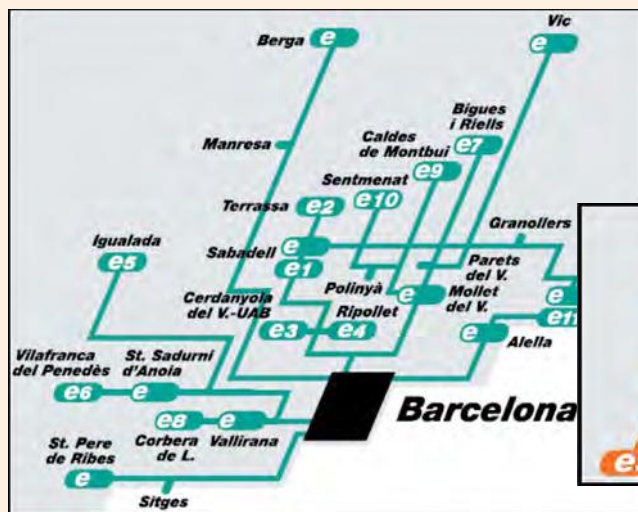 Berga
e
Vic
e
Bigues
i Riells
e7
Caldes
de Montbui
e9
Manresa
Sentmenat
e10
Terrassa
e2
Granollers
Igualada
e5
Sabadell
e
e1
Parets
del V.
Polinyà
Mollet
del V.
e
e
e11
Cerdanyola
del V.-UAB
Ripollet
e3
e4
Alella
e
Vilafranca
del Penedès
e6
St. Sadurní
d'Anoia
e
Barcelona
e8
e
Corbera
de L.
Vallirana
St. Pere
de Ribes
e
Sitges